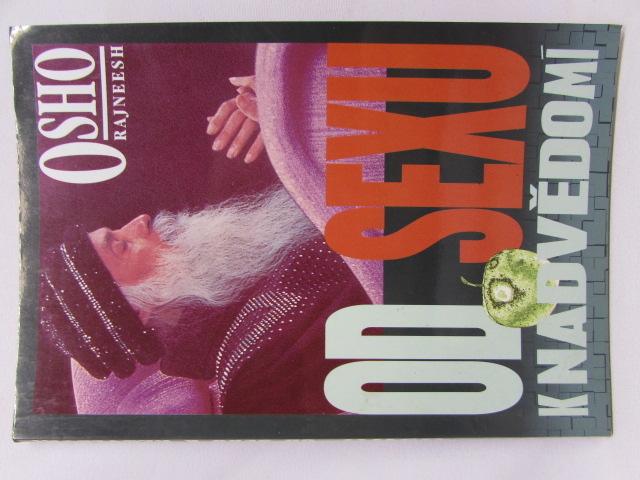 OSHO
RAJNEESH
OD SEXU
K NADVĚDOMÍ